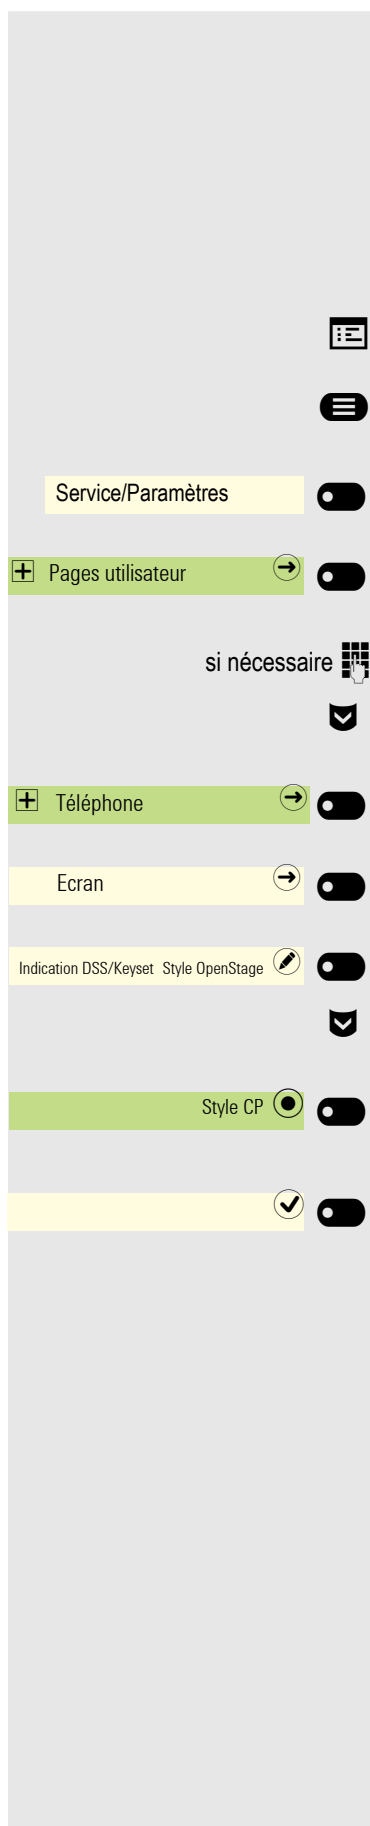 Service/Paramètres
Pages utilisateur
si nécessaire
Téléphone
Ecran
Indication DSS/Keyset Style OpenStage
Style CP